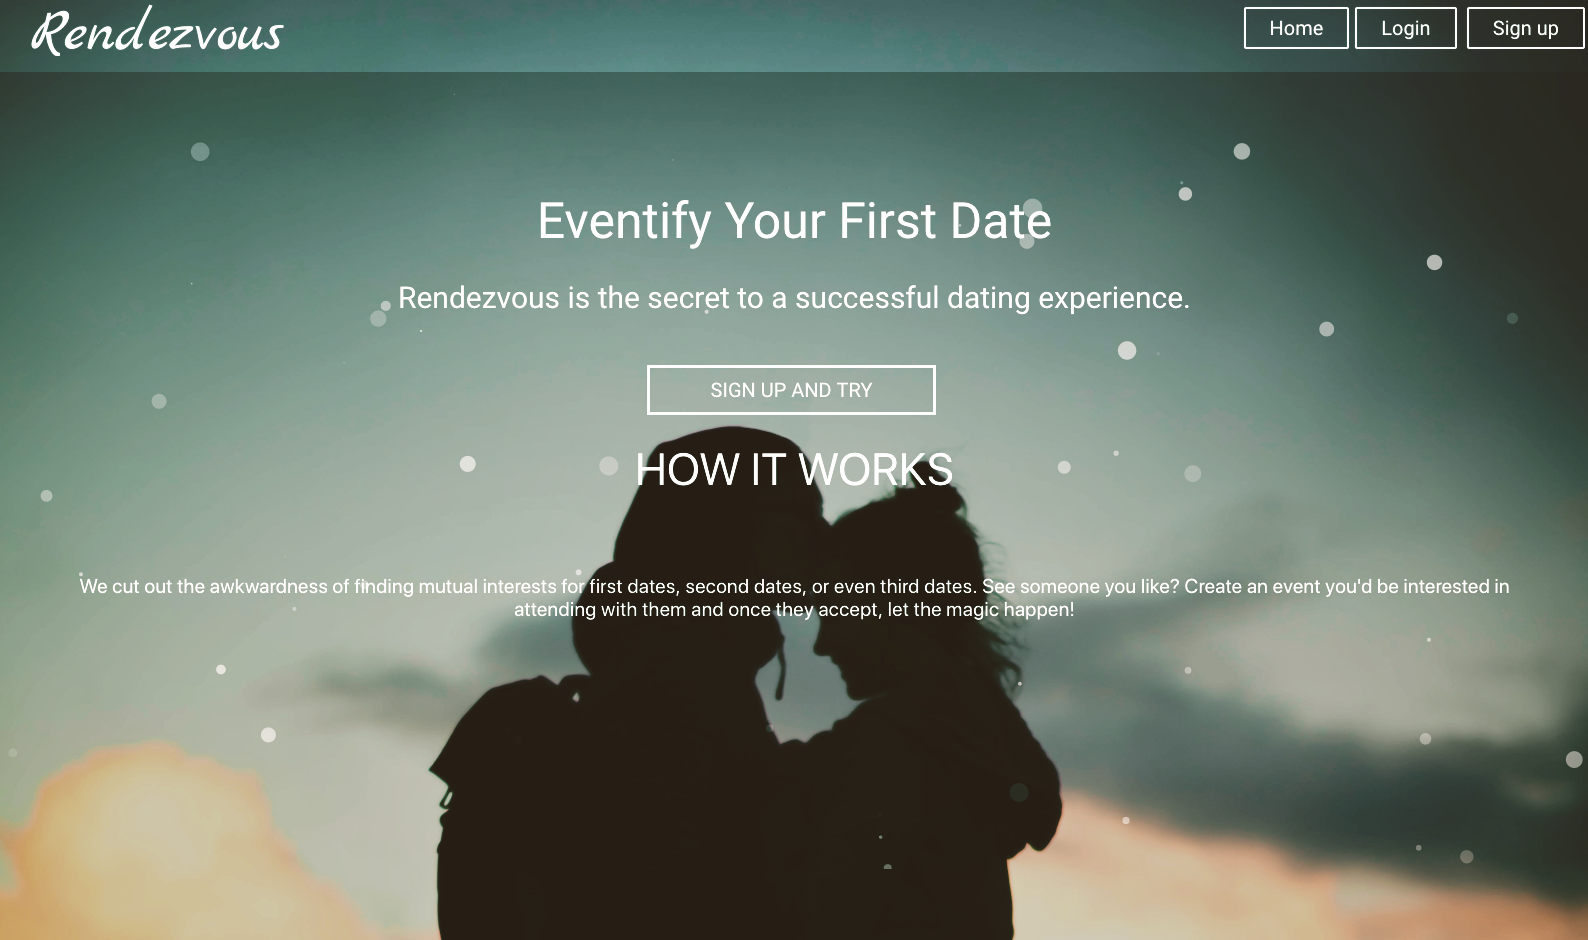 Rendezvous
Home Login Sign up
Eventify Your First Date
Rendezvous is the secret to a successful dating experience.
SIGN UP AND TRY
HOW IT WORKS
We cut out the awkwardness of finding mutual interests for first dates, second dates, or even third dates. See someone you like? Create an event you'd be interested in
attending with them and once they accept, let the magic happen!